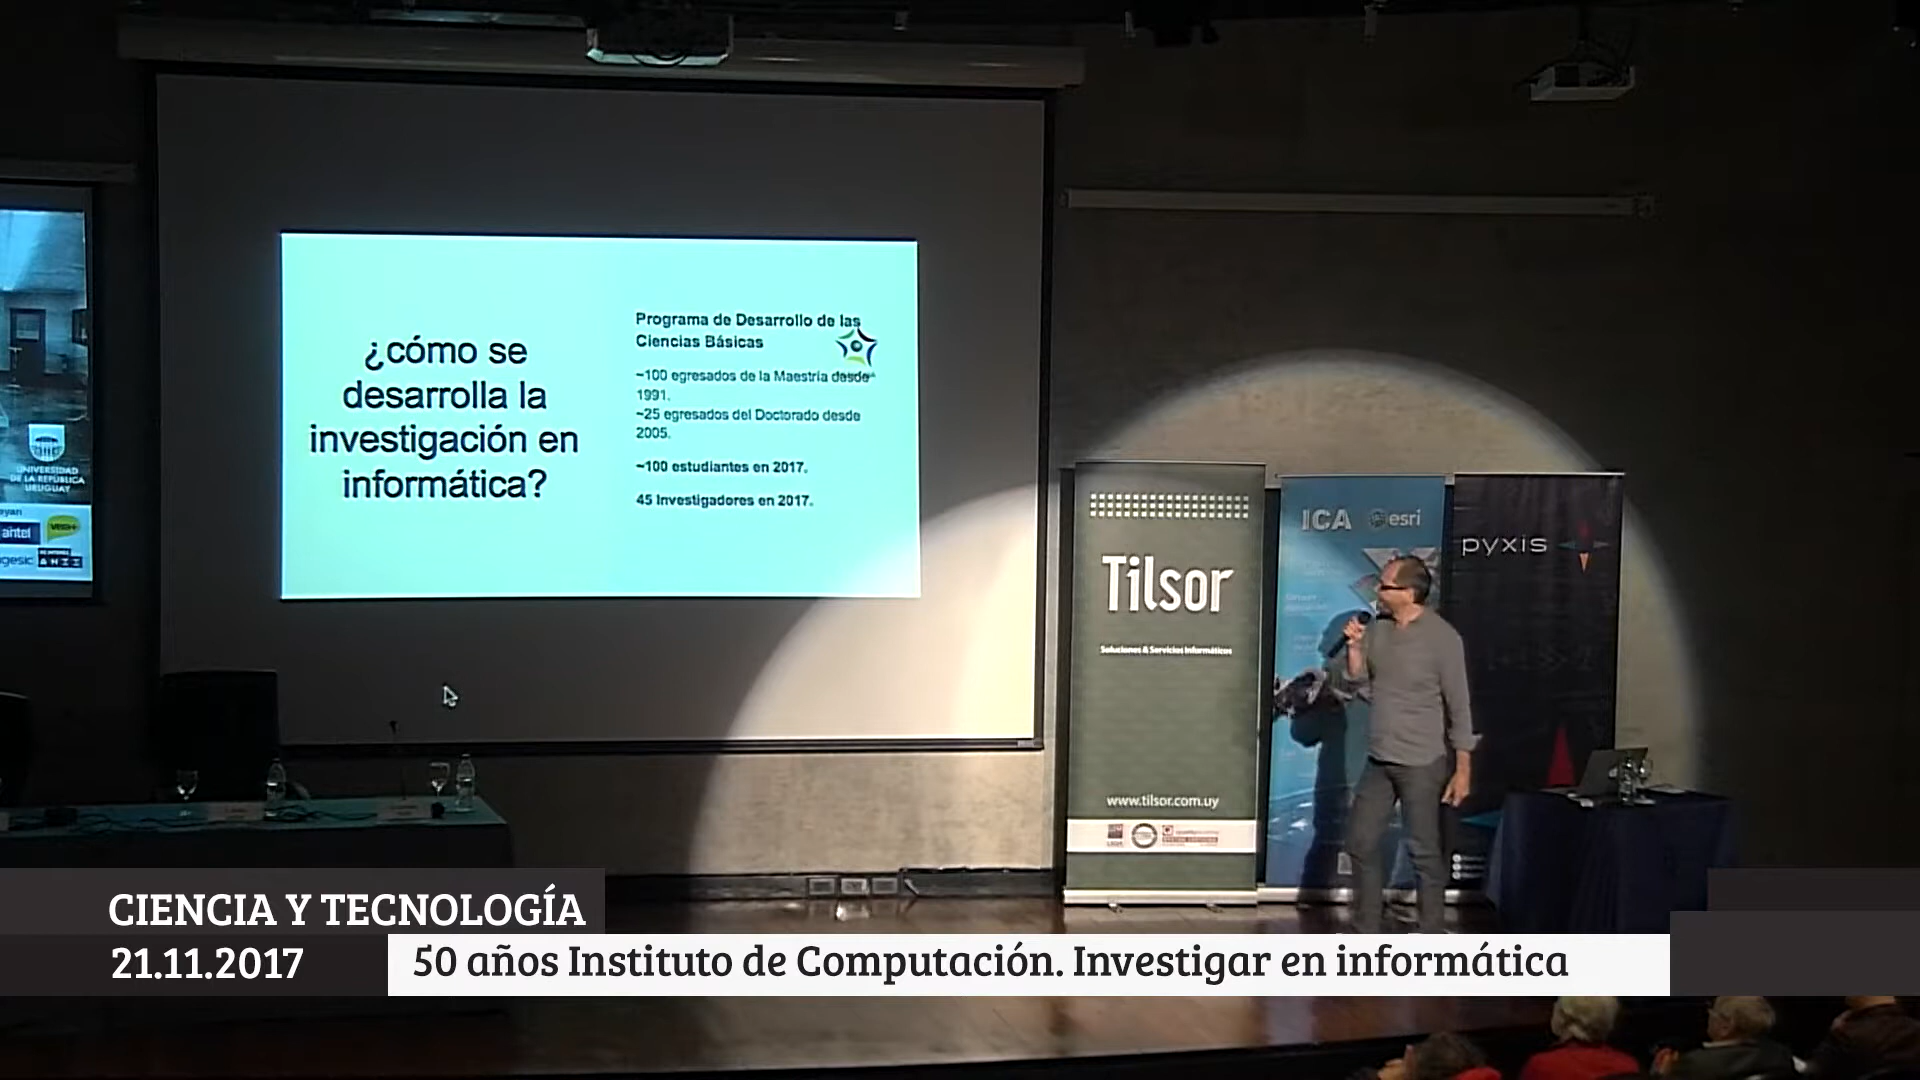 ¿cómo se
desarrolla la
investigación en
informática?
Programa de Desarrollo de las
Ciencias Básicas
~100 egresados de la Maestría desde
1991.
~25 egresados del Doctorado desde
2005.
~100 estudiantes en 2017.
45 Investigadores en 2017.
UNIVERSIDAD
DE LA REPÚBLICA
URUGUAY
antel
VERA+
Tilsor
Soluciones & Servicios Informáticos
www.tilsor.com.uy
ICA
esri
pyxis
CIENCIA Y TECNOLOGÍA
21.11.2017
50 años Instituto de Computación. Investigar en informática